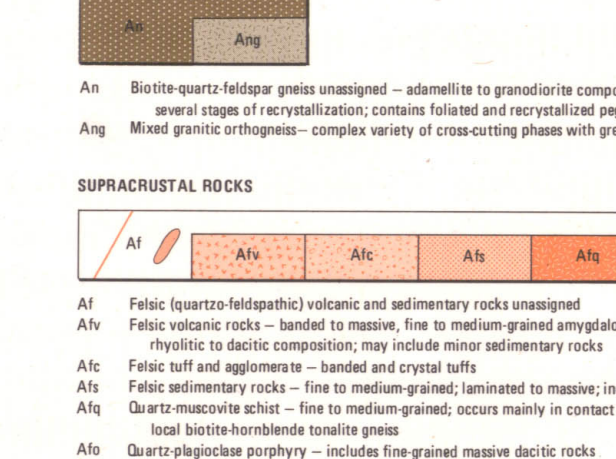 An
Ang
An Biotite-quartz-feldspar gneiss unassigned — adamellite to granodiorite
several stages of recrystallization; contains foliated and recrystallized
Ang Mixed granitic orthogneiss— complex variety of cross-cutting phases with
SUPRACRUSTAL ROCKS
Af Afv Afc Afs Afq
Af Felsic (quartzo-feldspathic) volcanic and sedimentary rocks unassigned
Afv Felsic volcanic rocks — banded to massive, fine to medium-grained
rhyolitic to dacitic composition; may include minor sedimentary rocks
Afc Felsic tuff and agglomerate — banded and crystal tuffs
Afs Felsic sedimentary rocks — fine to medium-grained; laminated to massive;
Afq Quartz-muscovite schist — fine to medium-grained; occurs mainly in contact
local biotite-hornblende tonalite gneiss
Afo Quartz-plagioclase porphyry — includes fine-grained massive dacitic rocks